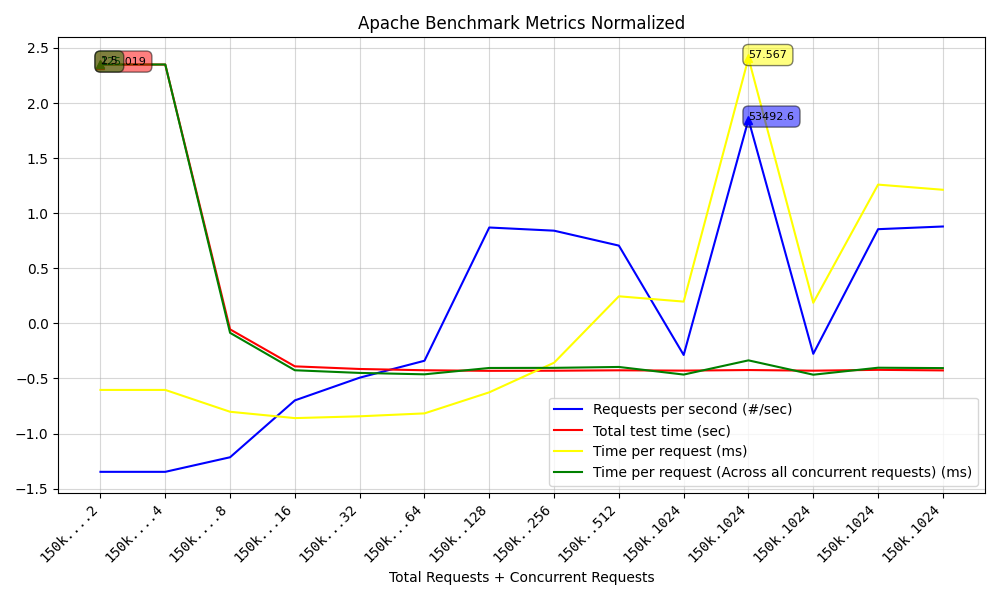 Apache Benchmark Metrics Normalized
2.5
2.0
1.5
1.0
0.5
0.0
−0.5
−1.0
−1.5
57.567
53492.6
Requests per second (#/sec)
Total test time (sec)
Time per request (ms)
Time per request (Across all concurrent requests) (ms)
150k....2
150k....4
150k....8
150k...16
150k...32
150k...64
150k..128
150k..256
150k..512
150k.1024
150k.1024
150k.1024
150k.1024
150k.1024
Total Requests + Concurrent Requests